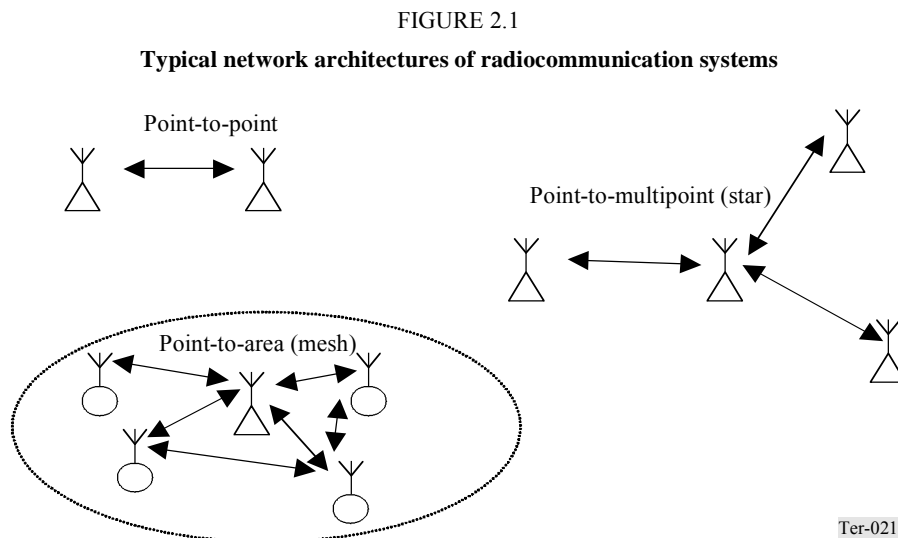 FIGURE 2.1
Typical network architectures of radiocommunication systems
Point-to-point
Point-to-multipoint (star)
Point-to-area (mesh)
Ter-021